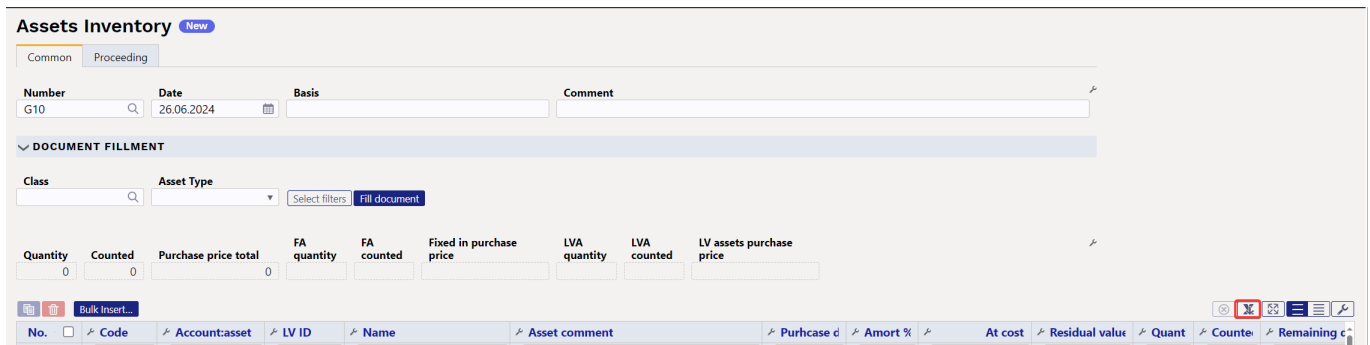 Assets Inventory New
Common Proceeding
Number Date Basis Comment
G10 26.06.2024
DOCUMENT FILLMENT
Class Asset Type
Select filters Fill document
FA FA Fixed in purchase LVA LVA LV assets purchase
Quantity Counted Purchase price total quantity counted price quantity counted price
0 0 0
Bulk Insert...
No. Code Account:asset LV ID Name Asset comment Purhcase d Amort % At cost Residual value Quant Counte Remaining c